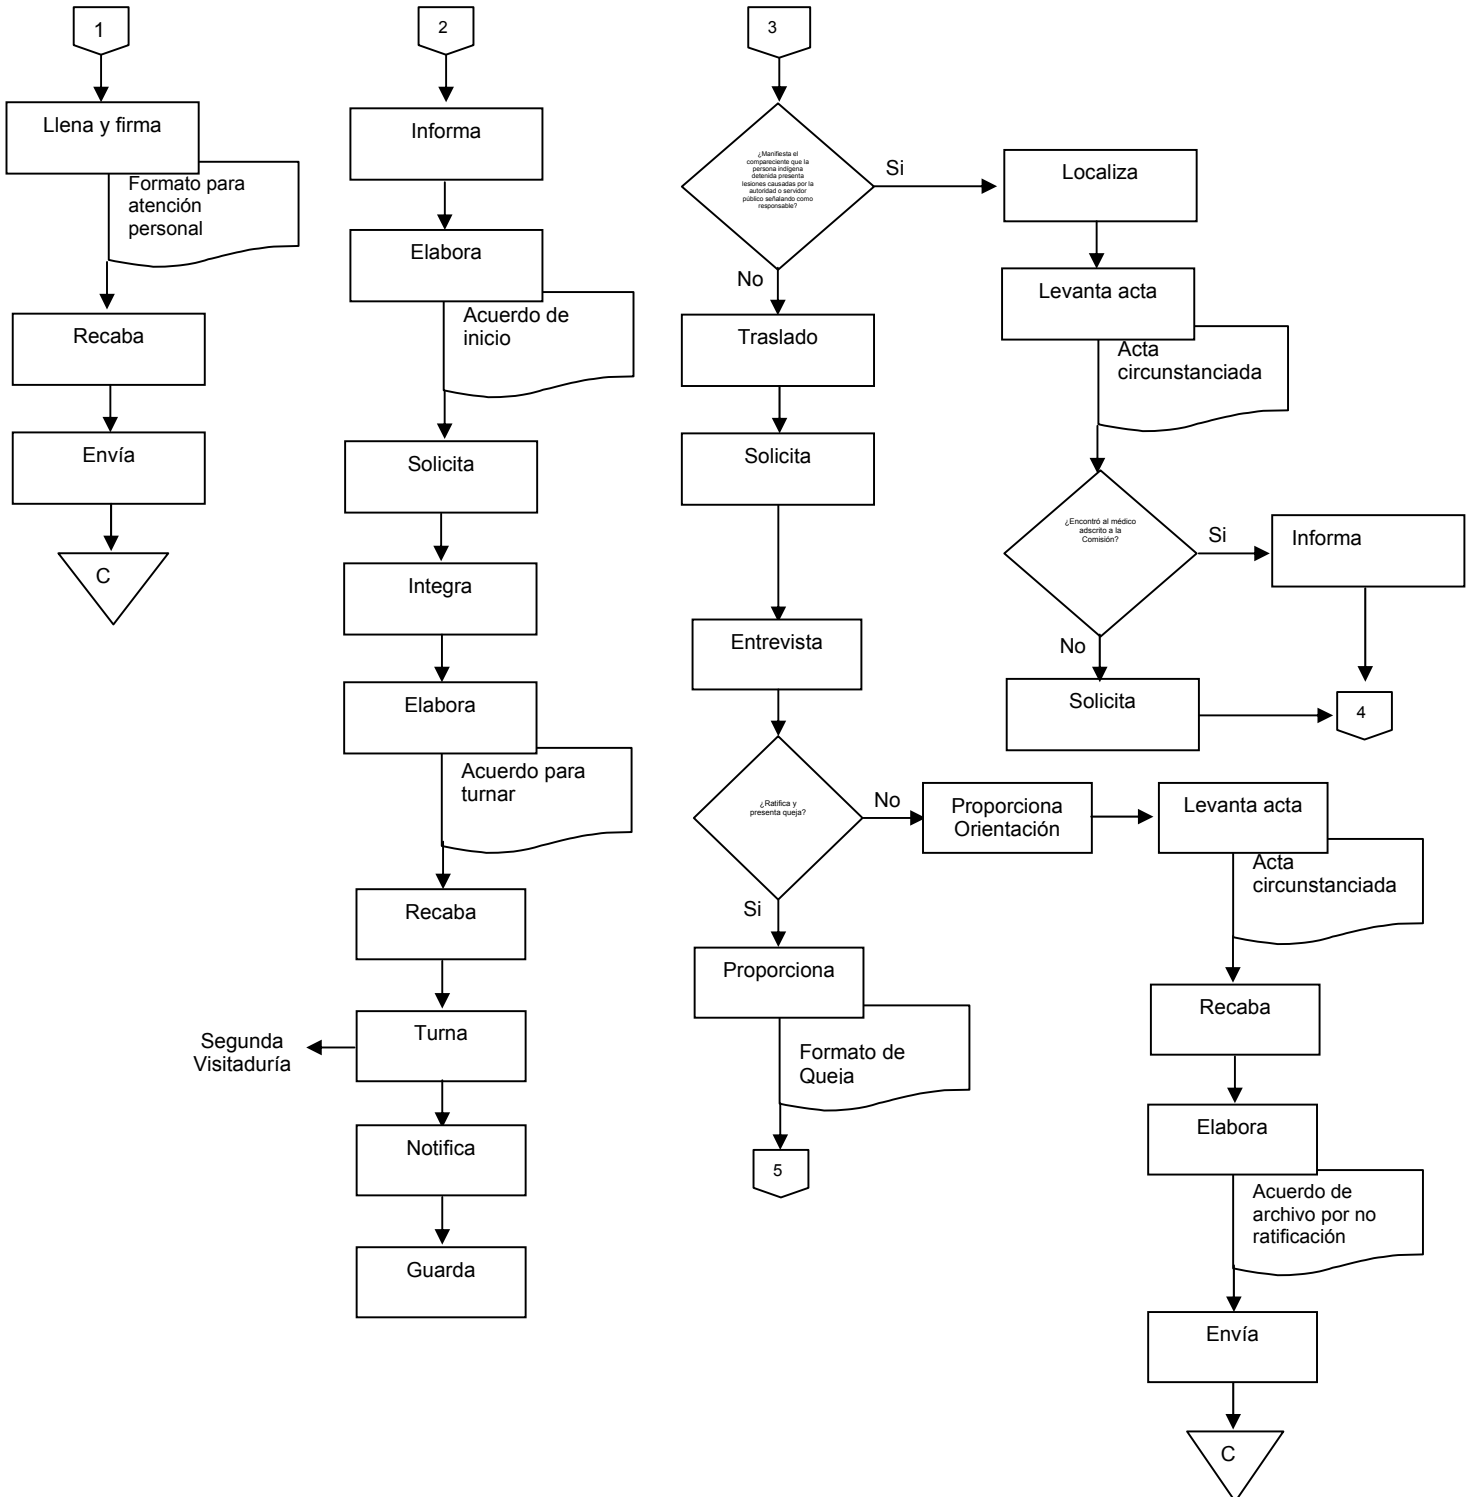 1
Llena y firma
Formato para
atención
personal
Recaba
Envía
C
2
Informa
Elabora
Acuerdo de
inicio
Solicita
Integra
Elabora
Acuerdo para
turnar
Recaba
Turna
Segunda
Visitaduría
Notifica
Guarda
3
¿Manifiesta el
compareciente que la
persona indígena
detenida presenta
lesiones causadas por la
autoridad o servidor
público señalando como
responsable?
Si
No
Localiza
Levanta acta
Acta
circunstanciada
¿Encontró al médico
adscrito a la
Comisión?
Si
Informa
No
Solicita
4
Traslado
Solicita
Entrevista
¿Ratifica y
presenta queja?
No
Proporciona
Orientación
Levanta acta
Acta
circunstanciada
Recaba
Elabora
Acuerdo de
archivo por no
ratificación
Envía
C
Si
Proporciona
Formato de
Queja
5